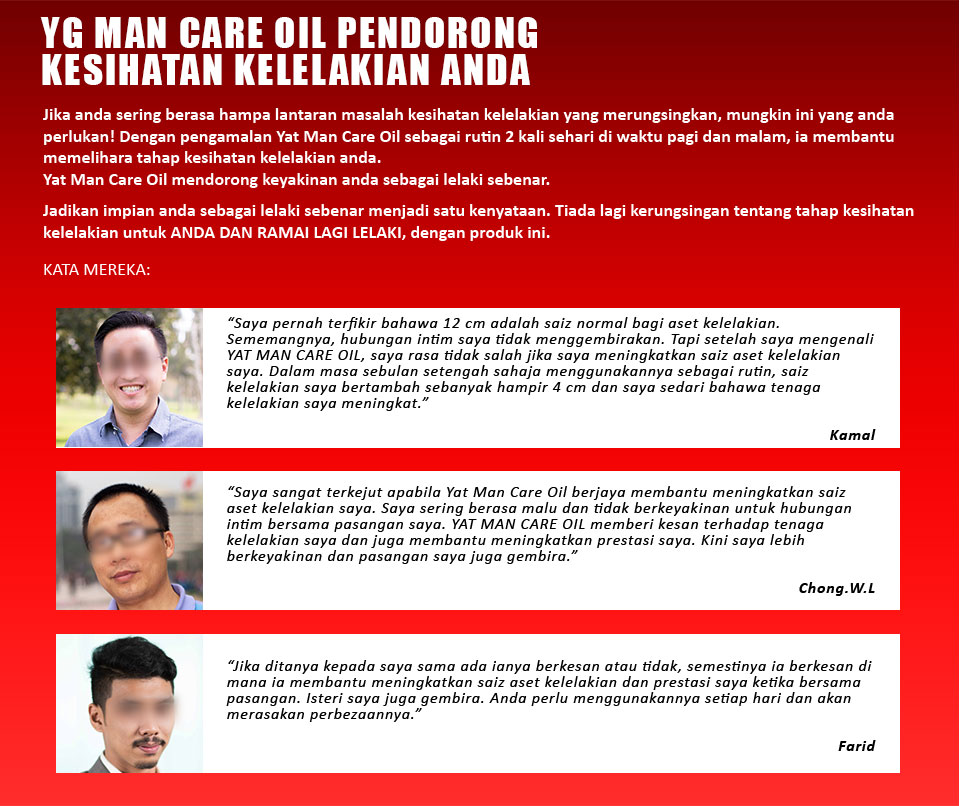 YG MAN CARE OIL PENDORONG
KESIHATAN KELELAKIAN ANDA
Jika anda sering berasa hampa lantaran masalah kesihatan kelelakian yang merungsingkan, mungkin ini yang anda
perlukan! Dengan pengamalan Yat Man Care Oil sebagai rutin 2 kali sehari di waktu pagi dan malam, ia membantu
memelihara tahap kesihatan kelelakian anda.
Yat Man Care Oil mendorong keyakinan anda sebagai lelaki sebenar.
Jadikan impian anda sebagai lelaki sebenar menjadi satu kenyataan. Tiada lagi kerungsingan tentang tahap kesihatan
kelelakian untuk ANDA DAN RAMAI LAGI LELAKI, dengan produk ini.
KATA MEREKA:
“Saya pernah terfikir bahawa 12 cm adalah saiz normal bagi aset kelelakian.
Sememangnya, hubungan intim saya tidak menggembirakan. Tapi setelah saya mengenali
YAT MAN CARE OIL, saya rasa tidak salah jika saya meningkatkan saiz aset kelelakian
saya. Dalam masa sebulan setengah sahaja menggunakannya sebagai rutin, saiz
kelelakian saya bertambah sebanyak hampir 4 cm dan saya sedari bahawa tenaga
kelelakian saya meningkat.”
Kamal
“Saya sangat terkejut apabila Yat Man Care Oil berjaya membantu meningkatkan saiz
aset kelelakian saya. Saya sering berasa malu dan tidak berkeyakinan untuk hubungan
intim bersama pasangan saya. YAT MAN CARE OIL memberi kesan terhadap tenaga
kelelakian saya dan juga membantu meningkatkan prestasi saya. Kini saya lebih
berkeyakinan dan pasangan saya juga gembira.”
Chong.W.L
“Jika ditanya kepada saya sama ada ianya berkesan atau tidak, semestinya ia berkesan di
mana ia membantu meningkatkan saiz aset kelelakian dan prestasi saya ketika bersama
pasangan. Isteri saya juga gembira. Anda perlu menggunakannya setiap hari dan akan
merasakan perbezaannya.”
Farid